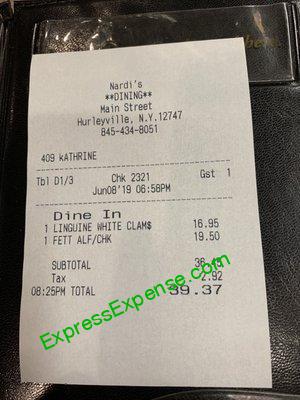 Nardi's
**DINING**
Main Street
Hurleyville, N.Y.12747
845-434-8051
409 KATHRINE
Tbl D1/3 Chk 2321 Gst 1
Jun08'19 06:58PM
Dine In
1 LINGUINE WHITE CLAM$ 16.95
1 FETT ALF/CHK 19.50
SUBTOTAL 36.45
Tax 2.92
08:25PM TOTAL 39.37
ExpressExpense.com